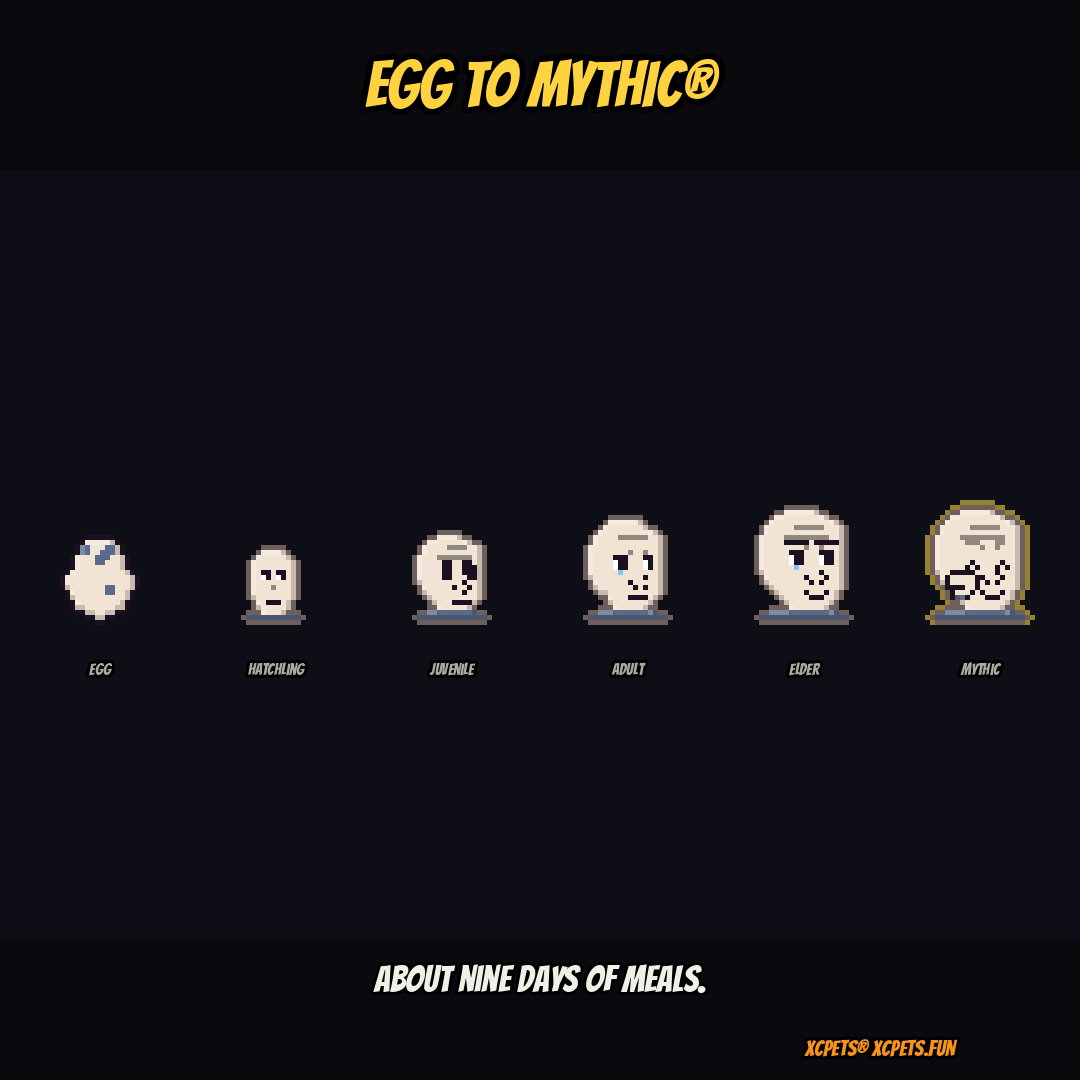 EGG TO MYTHIC®
EGG
HATCHLING
JUVENILE
ADULT
ELDER
MYTHIC
ABOUT NINE DAYS OF MEALS.
XCPETS® XCPETS.FUN